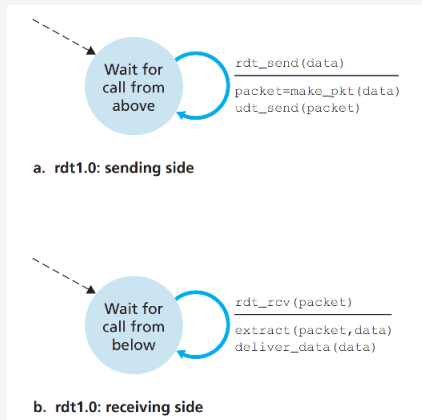 Wait for
call from
above
rdt_send(data)
packet=make_pkt(data)
udt_send(packet)
a. rdt1.0: sending side
Wait for
call from
below
rdt_rcv(packet)
extract(packet,data)
deliver_data(data)
b. rdt1.0: receiving side